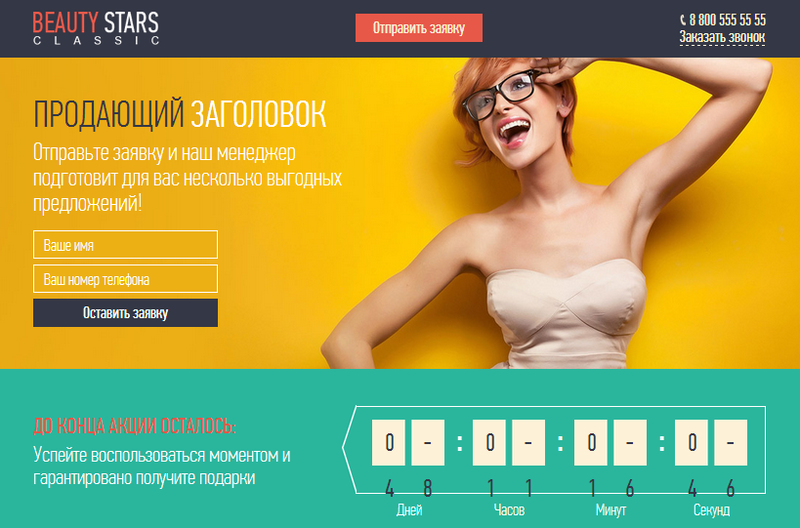 BEAUTY STARS
CLASSIC
Отправить заявку
8 800 555 55 55
Заказать звонок
ПРОДАЮЩИЙ ЗАГОЛОВОК
Отправьте заявку и наш менеджер
подготовит для вас несколько выгодных
предложений!
Ваше имя
Ваш номер телефона
Оставить заявку
ДО КОНЦА АКЦИИ ОСТАЛОСЬ:
Успейте воспользоваться моментом и
гарантировано получите подарки
0 - : 0 - : 0 - : 0 -
4 8 1 1 1 6 4 6
Дней Часов Минут Секунд